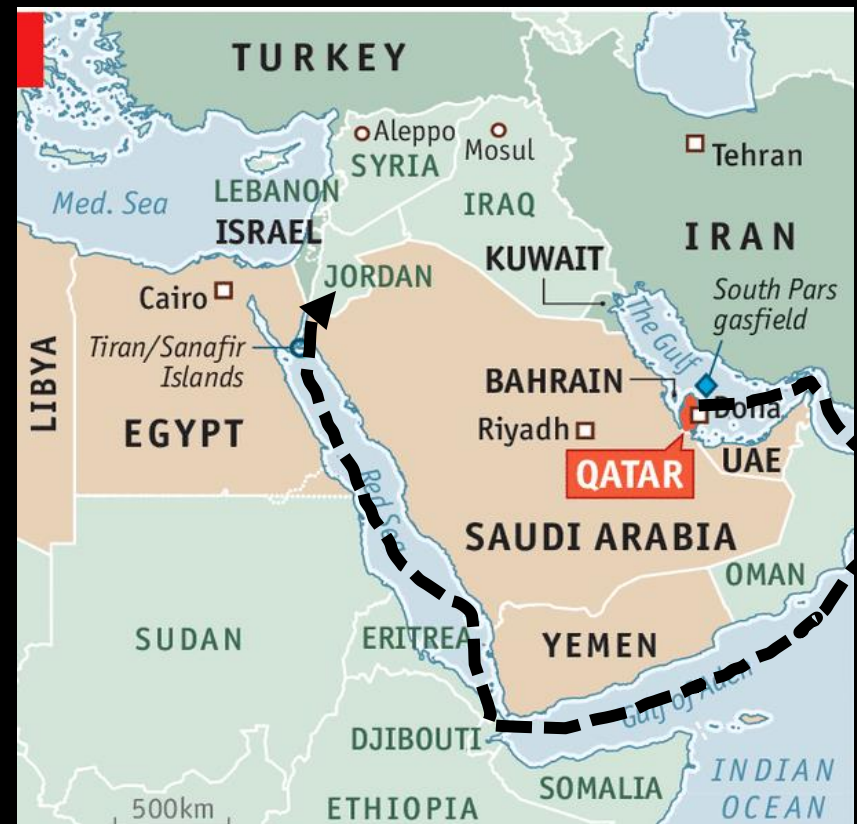 TURKEY
Aleppo
Mosul
SYRIA
Tehran
LEBANON
Med. Sea
IRAQ
ISRAEL
IRAN
KUWAIT
JORDAN
South Pars
gasfield
Cairo
The Gulf
Tiran/Sanafir
Islands
LIBYA
BAHRAIN
Doha
EGYPT
Riyadh
UAE
QATAR
Red Sea
SAUDI ARABIA
OMAN
SUDAN
ERITREA
YEMEN
Gulf of Aden
DJIBOUTI
SOMALIA
INDIAN
OCEAN
500km
ETHIOPIA